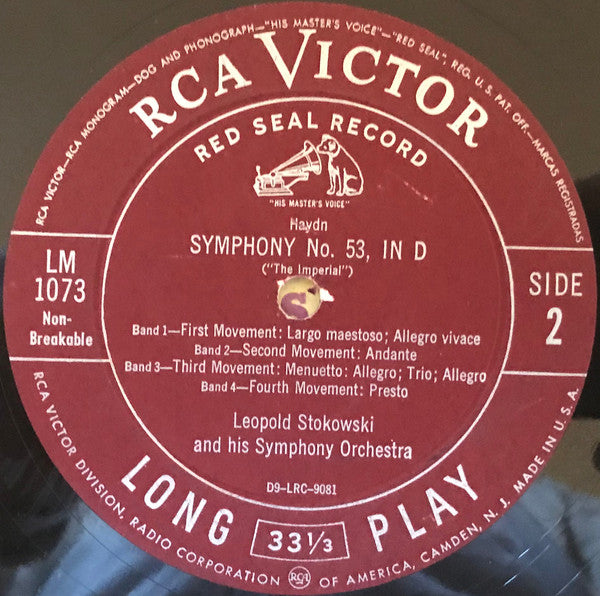 RCA VICTOR—RCA MONOGRAM—DOG AND PHONOGRAPH—"HIS MASTER'S VOICE"—"RED SEAL", REG. U.S. PAT. OFF.—MARCAS REGISTRADAS
RCA VICTOR
RED SEAL RECORD
"HIS MASTER'S VOICE"
Haydn
SYMPHONY No. 53, IN D
("The Imperial")
LM
1073
Non-
Breakable
SIDE
2
S
Band 1—First Movement: Largo maestoso; Allegro vivace
Band 2—Second Movement: Andante
Band 3—Third Movement: Menuetto: Allegro; Trio; Allegro
Band 4—Fourth Movement: Presto
Leopold Stokowski
and his Symphony Orchestra
D9-LRC-9081
LONG 33⅓ PLAY
RCA VICTOR DIVISION, RADIO CORPORATION RCA OF AMERICA, CAMDEN, N. J. MADE IN U.S.A.